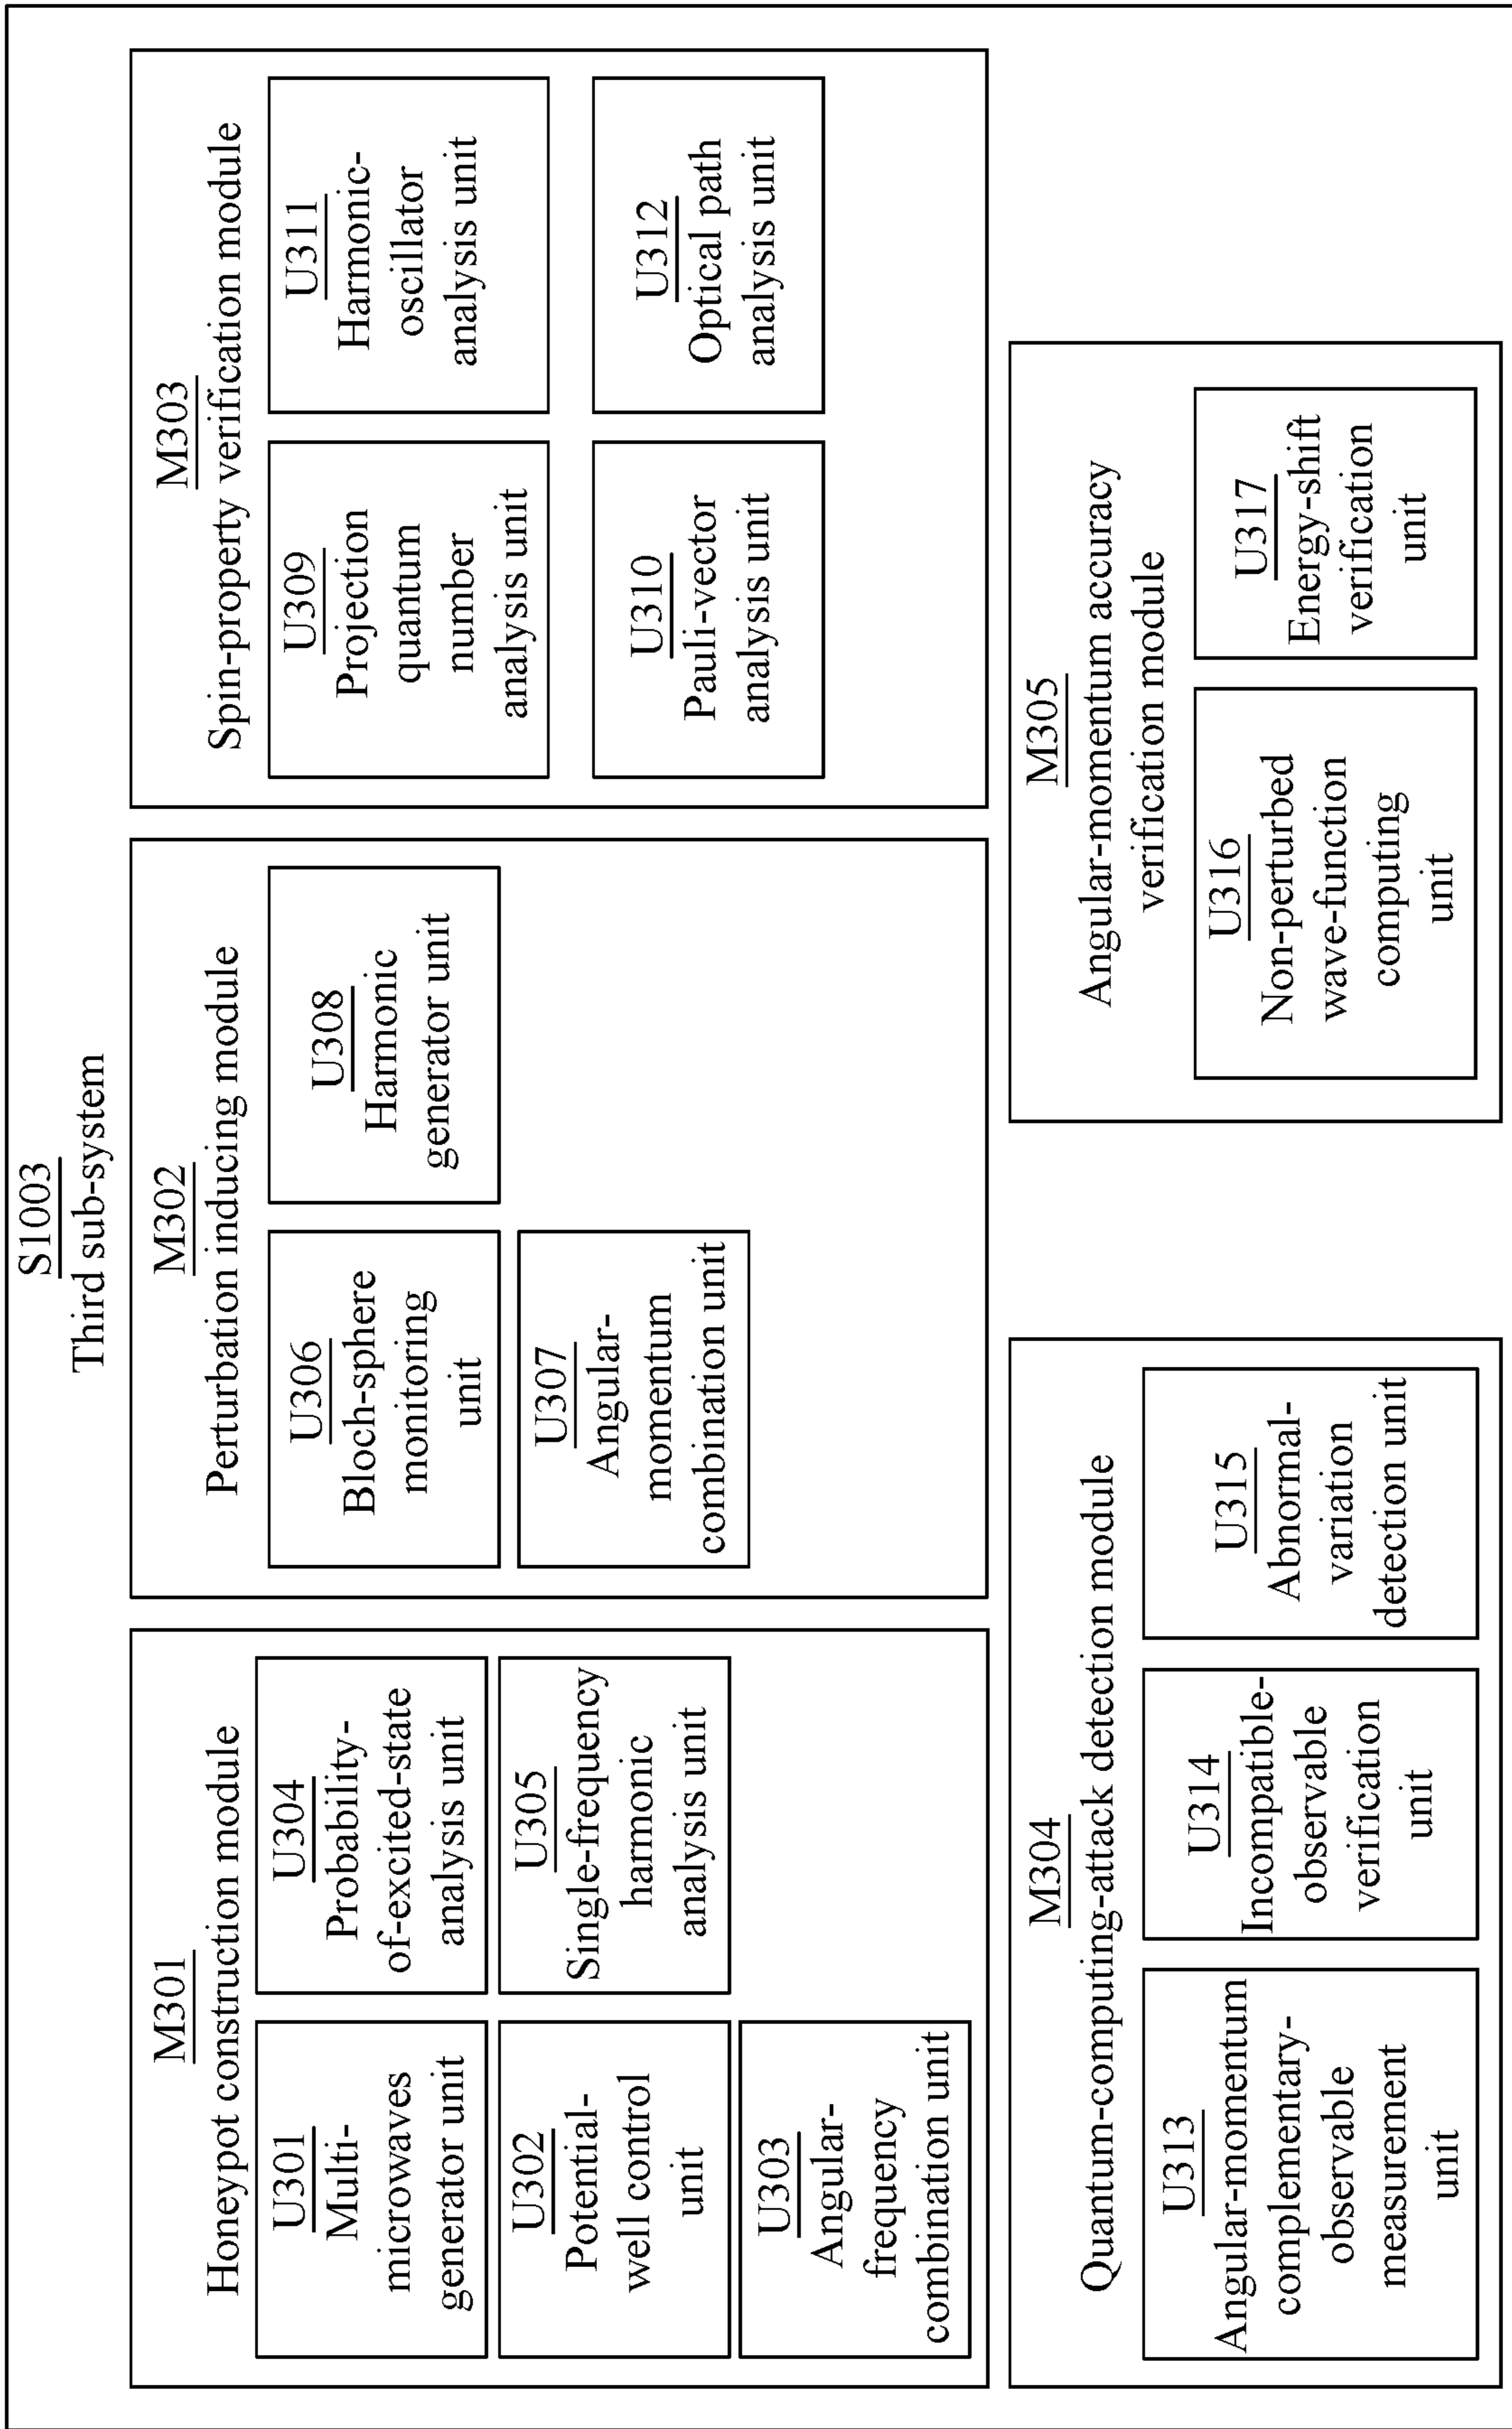 S1003
Third sub-system
M301
Honeypot construction module
U301
Multi-
microwaves
generator unit
U302
Potential-
well control
unit
U303
Angular-
frequency
combination unit
U304
Probability-
of-excited-state
analysis unit
U305
Single-frequency
harmonic
analysis unit
M302
Perturbation inducing module
U306
Bloch-sphere
monitoring
unit
U307
Angular-
momentum
combination unit
U308
Harmonic
generator unit
M303
Spin-property verification module
U309
Projection
quantum
number
analysis unit
U310
Pauli-vector
analysis unit
U311
Harmonic-
oscillator
analysis unit
U312
Optical path
analysis unit
M304
Quantum-computing-attack detection module
U313
Angular-momentum
complementary-
observable
measurement
unit
U314
Incompatible-
observable
verification
unit
U315
Abnormal-
variation
detection unit
M305
Angular-momentum accuracy
verification module
U316
Non-perturbed
wave-function
computing
unit
U317
Energy-shift
verification
unit